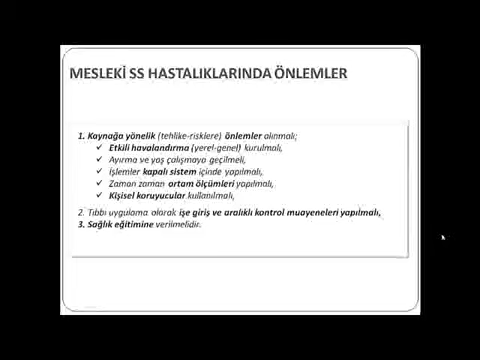 MESLEKİ SS HASTALIKLARINDA ÖNLEMLER
1. Kaynağa yönelik (tehlike-risklere) önlemler alınmalı;
✓ Etkili havalandırma (yerel-genel) kurulmalı,
✓ Ayırma ve yaş çalışmaya geçilmeli,
✓ İşlemler kapalı sistem içinde yapılmalı,
✓ Zaman zaman ortam ölçümleri yapılmalı,
✓ Kişisel koruyucular kullanılmalı,
2. Tıbbı uygulama olarak işe giriş ve aralıklı kontrol muayeneleri yapılmalı,
3. Sağlık eğitimine verilmelidir.